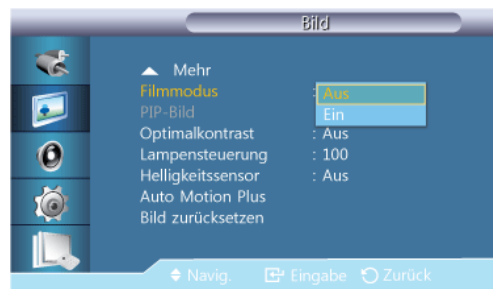 Bild
Mehr
Filmmodus : Aus
Ein
PIP-Bild
Optimalkontrast : Aus
Lampensteuerung : 100
Helligkeitssensor : Aus
Auto Motion Plus
Bild zurücksetzen
Navig. Eingabe Zurück